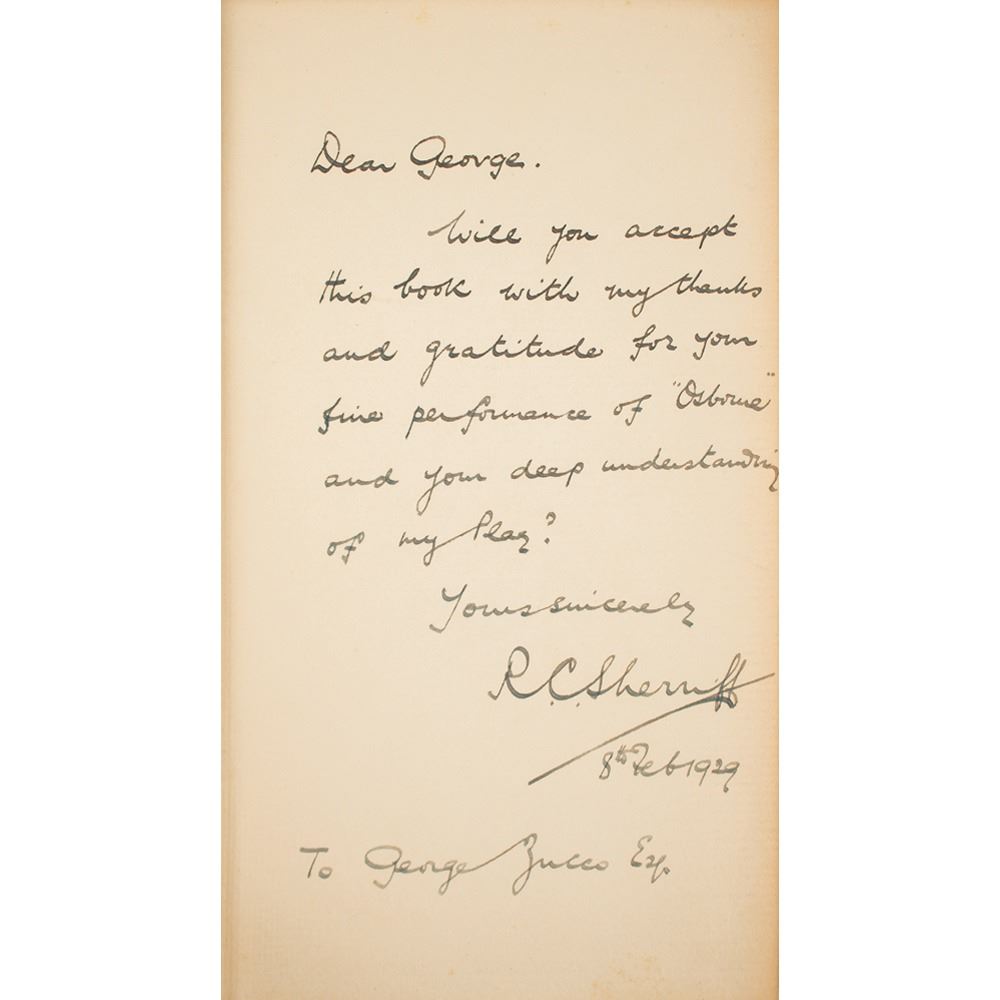 Dear George.
Will you accept
this book with my thanks
and gratitude for your
fine performance of "Osborne"
and your deep understanding
of my Play?
Yours sincerely
R.C. Sherriff
8th Feb 1929
To George Zucco Esq.